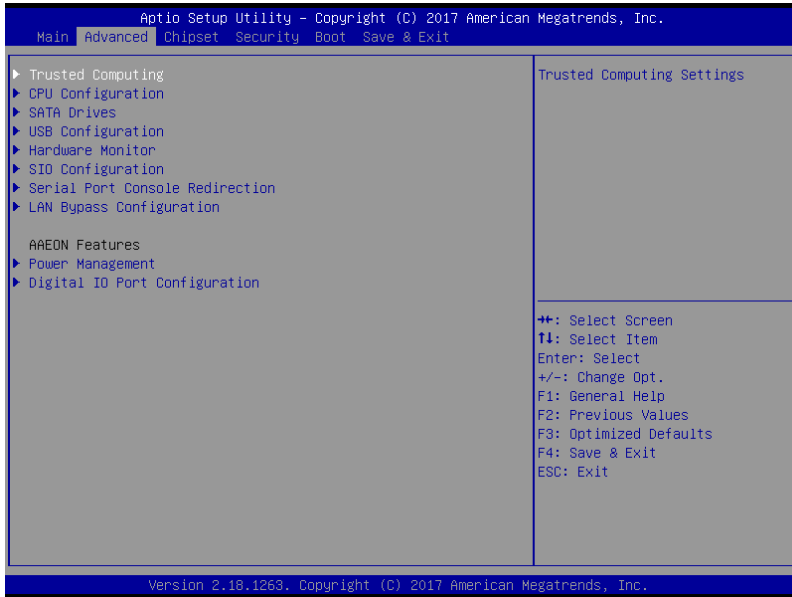 Aptio Setup Utility – Copyright (C) 2017 American Megatrends, Inc.
Main Advanced Chipset Security Boot Save & Exit
▶ Trusted Computing
▶ CPU Configuration
▶ SATA Drives
▶ USB Configuration
▶ Hardware Monitor
▶ SIO Configuration
▶ Serial Port Console Redirection
▶ LAN Bypass Configuration
AAEON Features
▶ Power Management
▶ Digital IO Port Configuration
Trusted Computing Settings
→←: Select Screen
↑↓: Select Item
Enter: Select
+/-: Change Opt.
F1: General Help
F2: Previous Values
F3: Optimized Defaults
F4: Save & Exit
ESC: Exit
Version 2.18.1263. Copyright (C) 2017 American Megatrends, Inc.